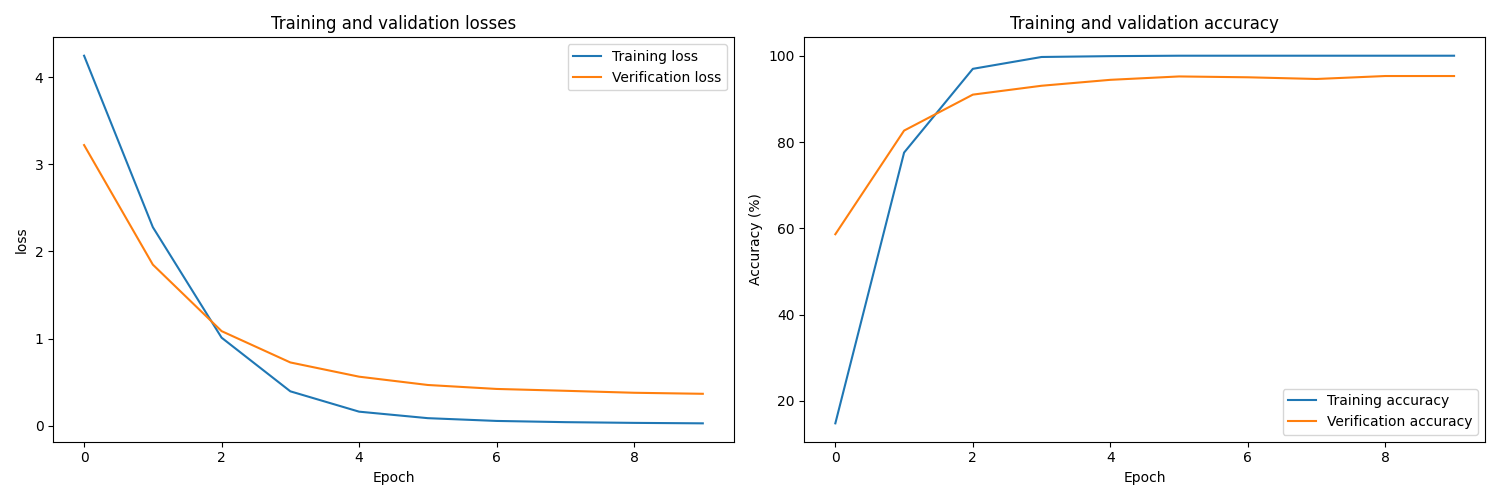 Training and validation losses
4
3
2
1
0
loss
0 2 4 6 8
Epoch
Training loss
Verification loss
Training and validation accuracy
100
80
60
40
20
Accuracy (%)
0 2 4 6 8
Epoch
Training accuracy
Verification accuracy